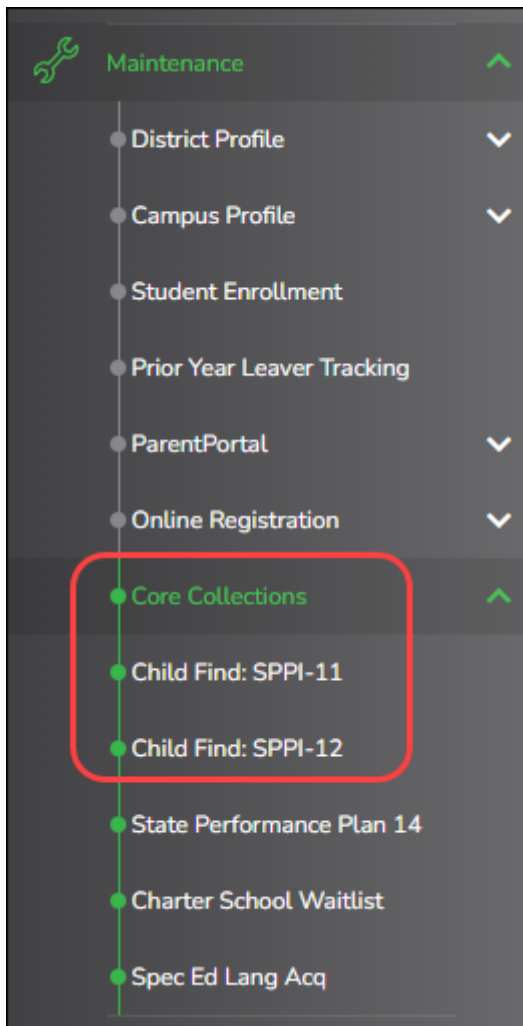 Maintenance
District Profile
Campus Profile
Student Enrollment
Prior Year Leaver Tracking
ParentPortal
Online Registration
Core Collections
Child Find: SPPI-11
Child Find: SPPI-12
State Performance Plan 14
Charter School Waitlist
Spec Ed Lang Acq